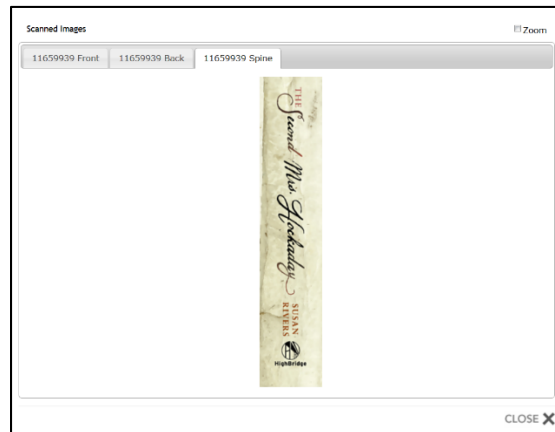 Scanned Images
Zoom
11659939 Front
11659939 Back
11659939 Spine
THE
Second Mrs. Hockaday
SUSAN
RIVERS
HighBridge
CLOSE X